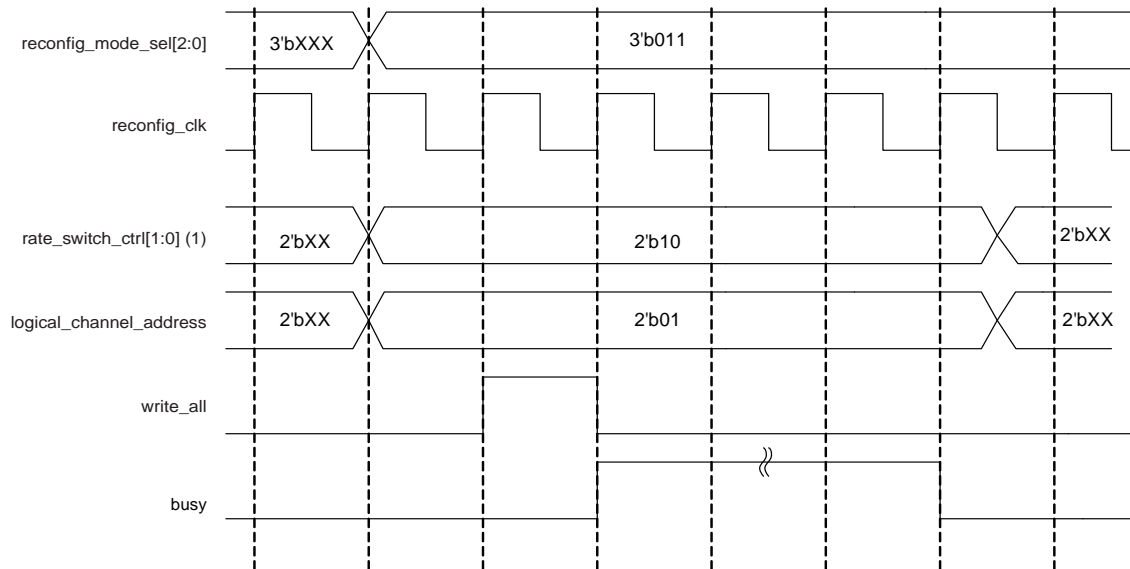 reconfig_mode_sel[2:0] 3'bXXX 3'b011
reconfig_clk
rate_switch_ctrl[1:0] (1) 2'bXX 2'b10 2'bXX
logical_channel_address 2'bXX 2'b01 2'bXX
write_all
busy